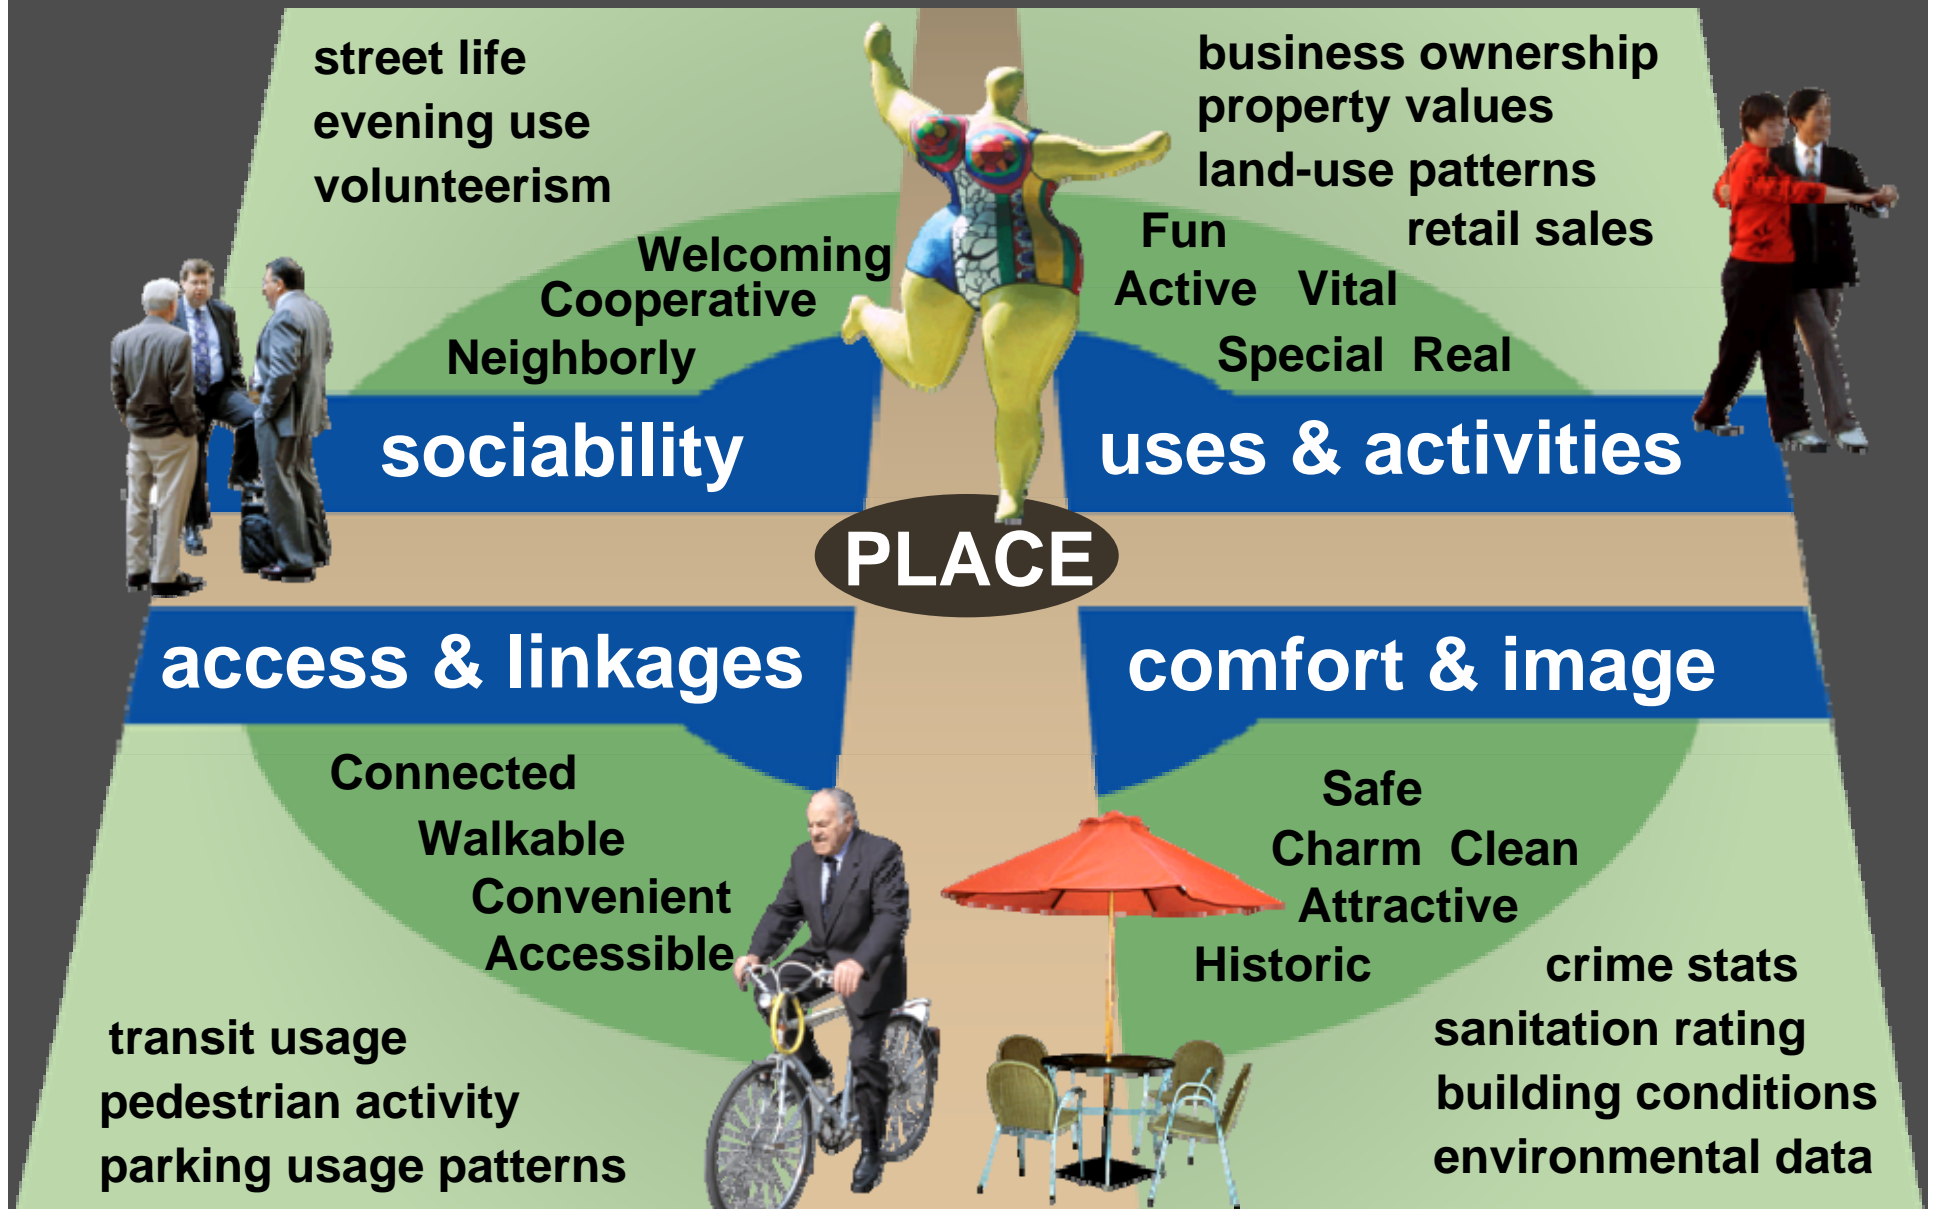 street life
evening use
volunteerism
Welcoming
Cooperative
Neighborly
sociability
business ownership
property values
land-use patterns
retail sales
Fun
Active Vital
Special Real
uses & activities
PLACE
access & linkages
Connected
Walkable
Convenient
Accessible
transit usage
pedestrian activity
parking usage patterns
comfort & image
Safe
Charm Clean
Attractive
Historic
crime stats
sanitation rating
building conditions
environmental data